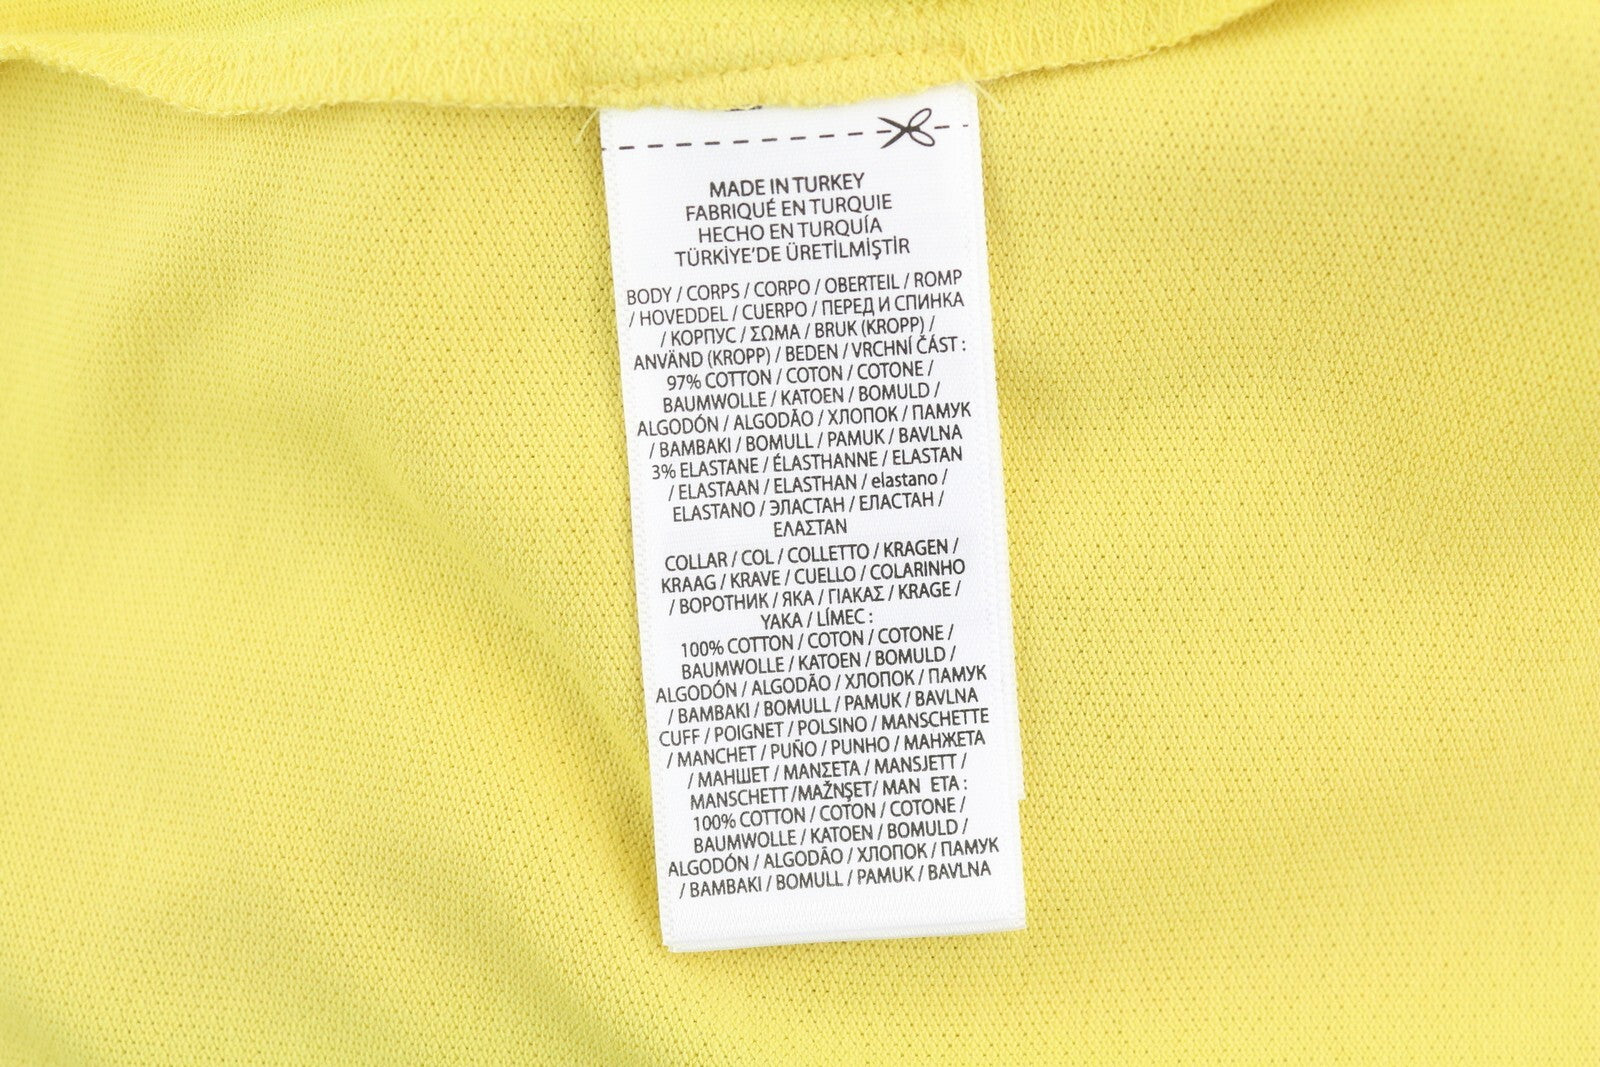 MADE IN TURKEY
FABRIQUÉ EN TURQUIE
HECHO EN TURQUÍA
TÜRKİYE'DE ÜRETİLMİŞTİR
BODY / CORPS / CORPO / OBERTEIL / ROMP
/ HOVEDDEL / CUERPO / ПЕРЕД И СПИНКА
/ КОРПУС / ΣΩΜΑ / BRUK (KROPP) /
ANVÄND (KROPP) / BEDEN / VRCHNÍ ČÁST :
97% COTTON / COTON / COTONE /
BAUMWOLLE / KATOEN / BOMULD /
ALGODÓN / ALGODÃO / ХЛОПОК / ПАМУК
/ BAMBAKI / BOMULL / PAMUK / BAVLNA
3% ELASTANE / ÉLASTHANNE / ELASTAN
/ ELASTAAN / ELASTHAN / elastano /
ELASTANO / ЭЛАСТАН / ЕЛАСТАН /
ΕΛΑΣΤΑΝ
COLLAR / COL / COLLETTO / KRAGEN /
KRAAG / KRAVE / CUELLO / COLARINHO
/ ВОРОТНИК / ЯКА / ΓΙΑΚΑΣ / KRAGE /
YAKA / LÍMEC :
100% COTTON / COTON / COTONE /
BAUMWOLLE / KATOEN / BOMULD /
ALGODÓN / ALGODÃO / ХЛОПОК / ПАМУК
/ BAMBAKI / BOMULL / PAMUK / BAVLNA
CUFF / POIGNET / POLSINO / MANSCHETTE
/ MANCHET / PUÑO / PUNHO / МАНЖЕТА
/ МАНШЕТ / ΜΑΝΣΕΤΑ / MANSJETT /
MANSCHETT /MAŽNŞET/ MAN ETA :
100% COTTON / COTON / COTONE /
BAUMWOLLE / KATOEN / BOMULD /
ALGODÓN / ALGODÃO / ХЛОПОК / ПАМУК
/ BAMBAKI / BOMULL / PAMUK / BAVLNA